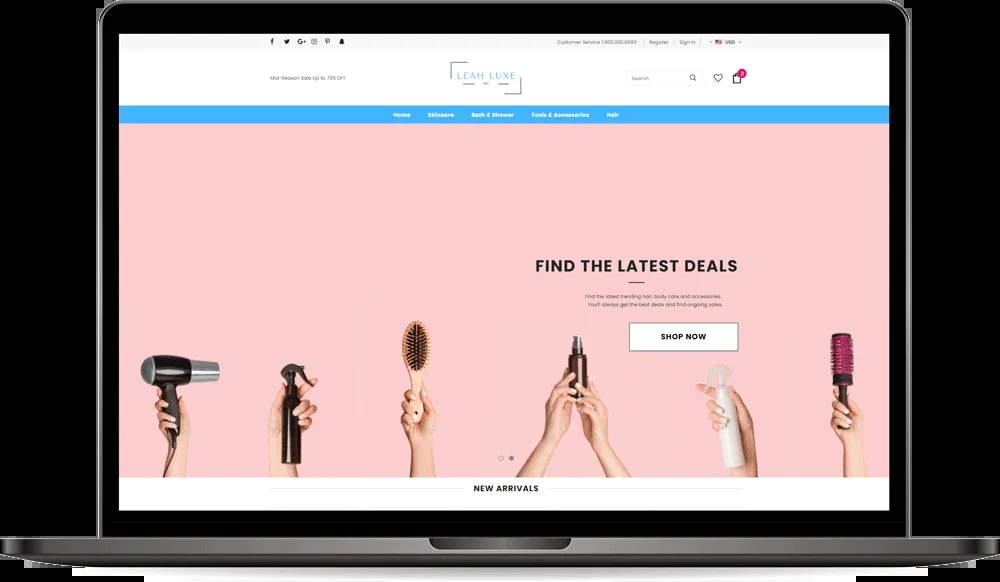 Customer Service 1.900.000.6690 Register Sign In USD
Mid-Season Sale Up to 70% OFF
LEAH LUXE
Search
0
Home Skincare Bath & Shower Tools & Accessories Hair
FIND THE LATEST DEALS
Find the latest trending hair, body care and accessories.
You'll always get the best deals and find ongoing sales.
SHOP NOW
NEW ARRIVALS